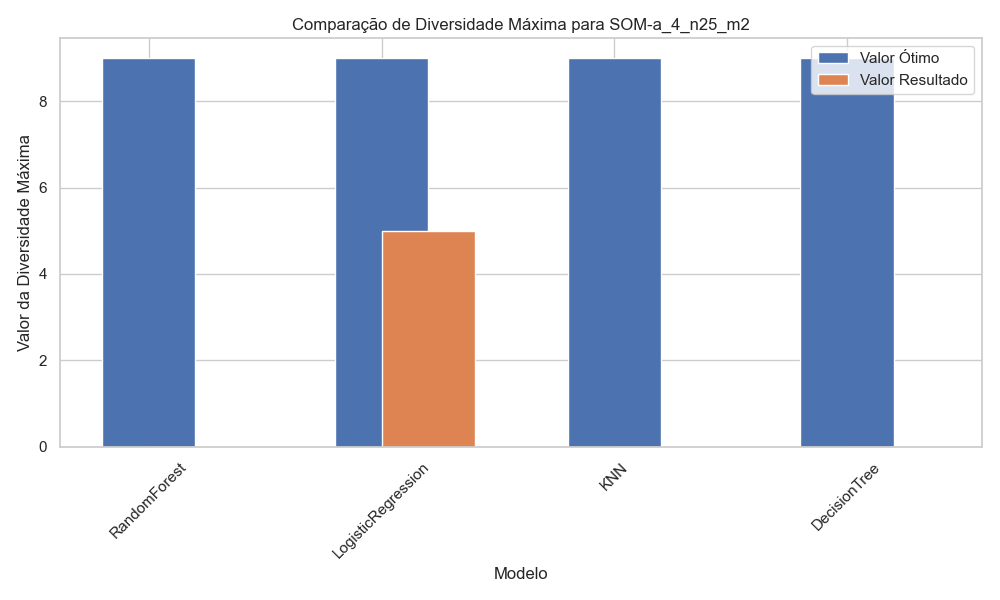 Comparação de Diversidade Máxima para SOM-a_4_n25_m2
Valor Ótimo
Valor Resultado
Valor da Diversidade Máxima
8
6
4
2
0
RandomForest
LogisticRegression
KNN
DecisionTree
Modelo